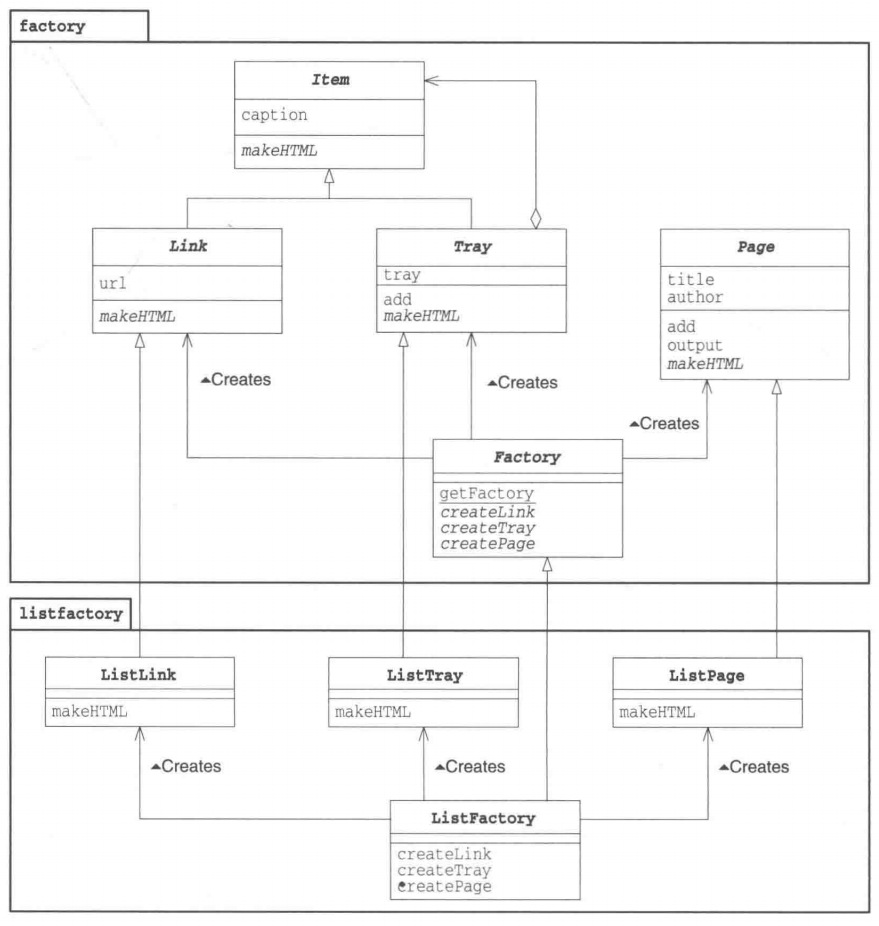 factory
Item
caption
makeHTML
Link
url
makeHTML
Tray
tray
add
makeHTML
Page
title
author
add
output
makeHTML
▲Creates
▲Creates
▲Creates
Factory
getFactory
createLink
createTray
createPage
listfactory
ListLink
makeHTML
ListTray
makeHTML
ListPage
makeHTML
▲Creates
▲Creates
▲Creates
ListFactory
createLink
createTray
createPage